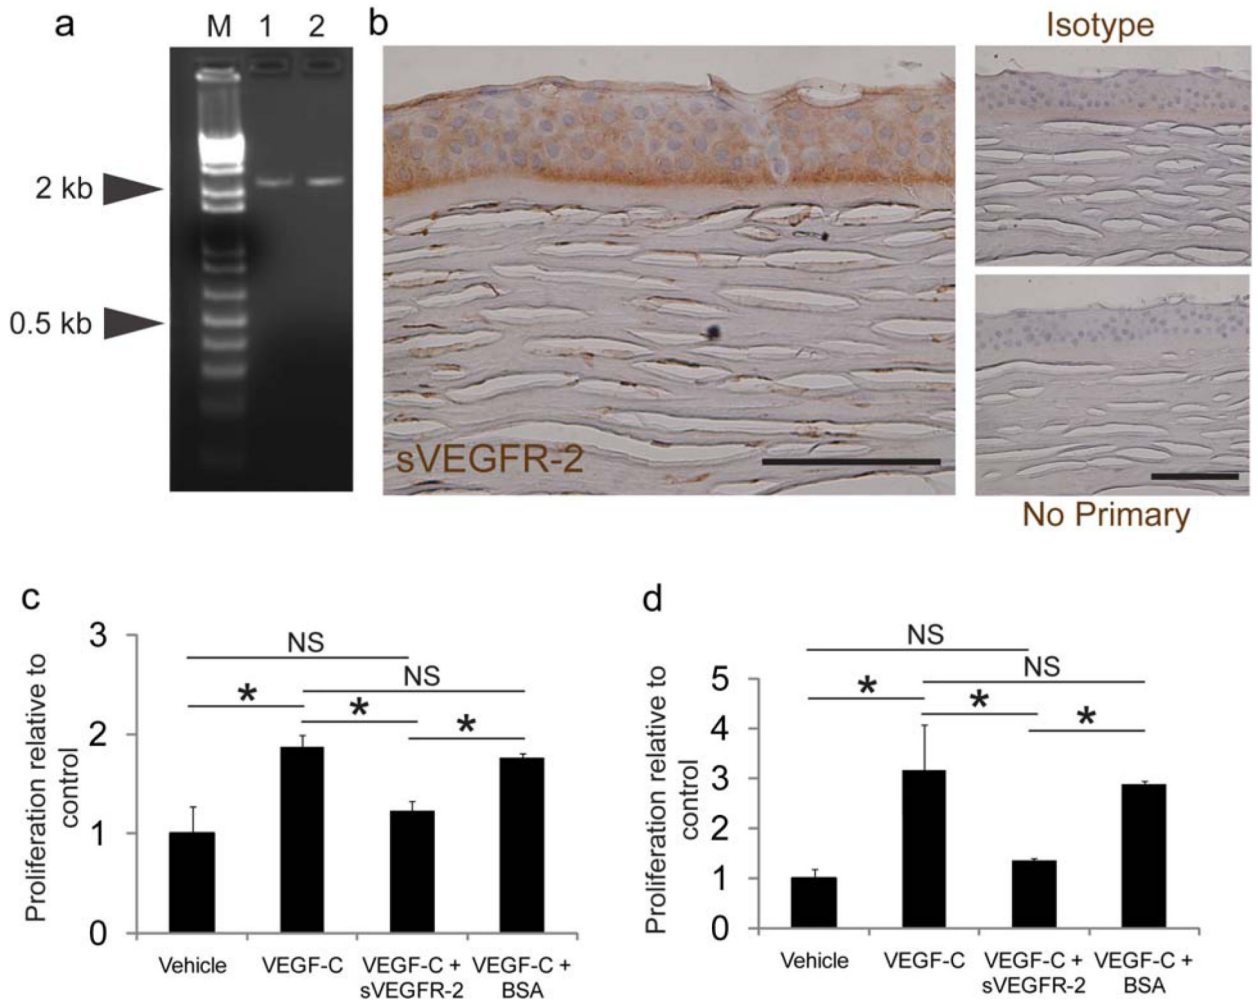 a
M 1 2
2 kb
0.5 kb
b
sVEGFR-2
Isotype
No Primary
c
Proliferation relative to
control
3
2
1
0
NS
NS
*
*
*
Vehicle
VEGF-C
VEGF-C +
sVEGFR-2
VEGF-C +
BSA
d
Proliferation relative to
control
5
4
3
2
1
0
NS
NS
*
*
*
Vehicle
VEGF-C
VEGF-C +
sVEGFR-2
VEGF-C +
BSA